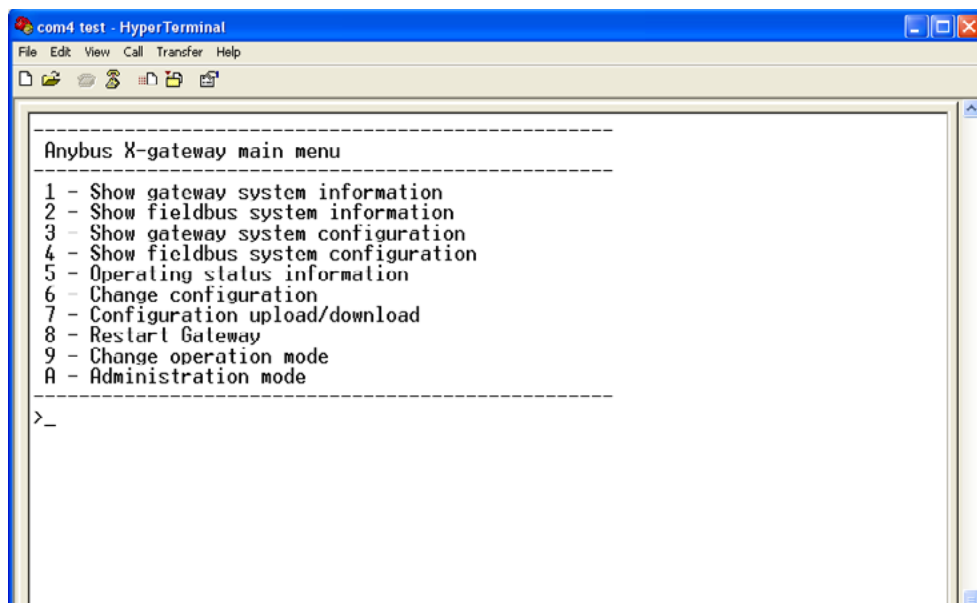 com4 test - HyperTerminal
File Edit View Call Transfer Help
----------------------------------------------------
Anybus X-gateway main menu
----------------------------------------------------
1 - Show gateway system information
2 - Show fieldbus system information
3 - Show gateway system configuration
4 - Show fieldbus system configuration
5 - Operating status information
6 - Change configuration
7 - Configuration upload/download
8 - Restart Gateway
9 - Change operation mode
A - Administration mode
----------------------------------------------------
>_